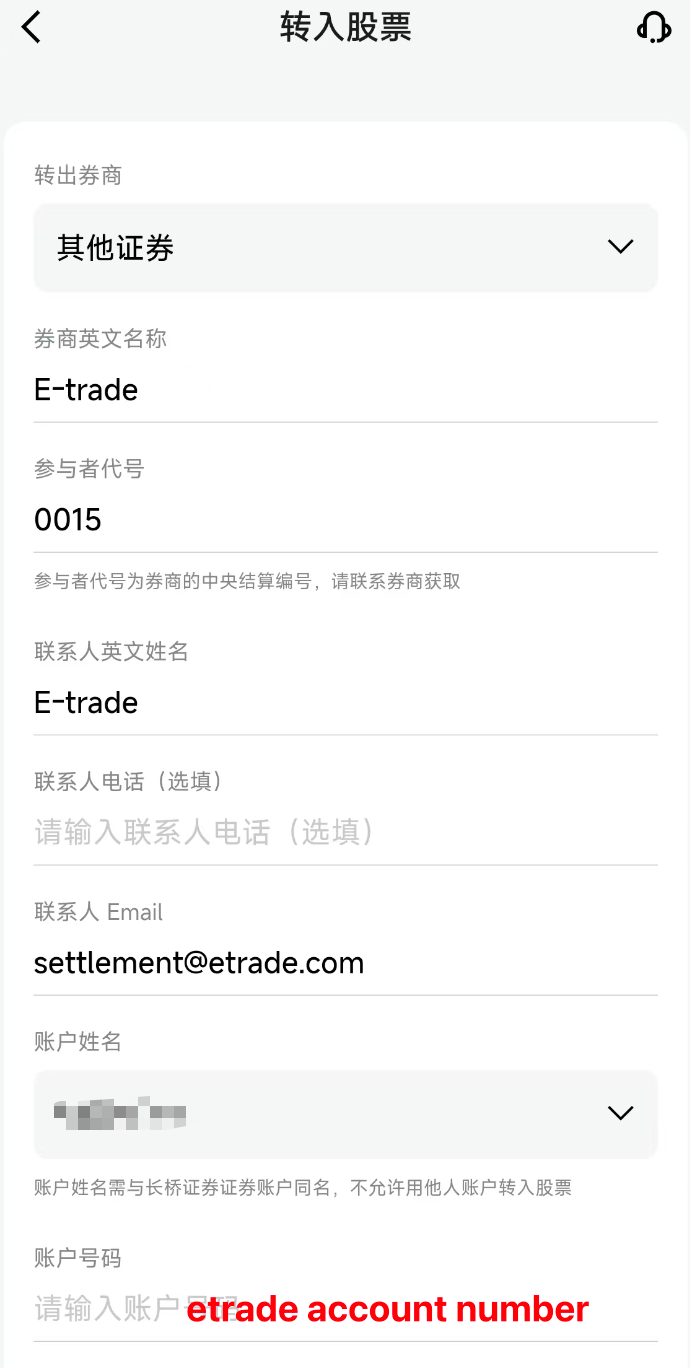 转入股票
转出券商
其他证券
券商英文名称
E-trade
参与者代号
0015
参与者代号为券商的中央结算编号，请联系券商获取
联系人英文姓名
E-trade
联系人电话（选填）
请输入联系人电话（选填）
联系人 Email
settlement@etrade.com
账户姓名
账户姓名需与长桥证券证券账户同名，不允许用他人账户转入股票
账户号码
请输入账户号码
etrade account number